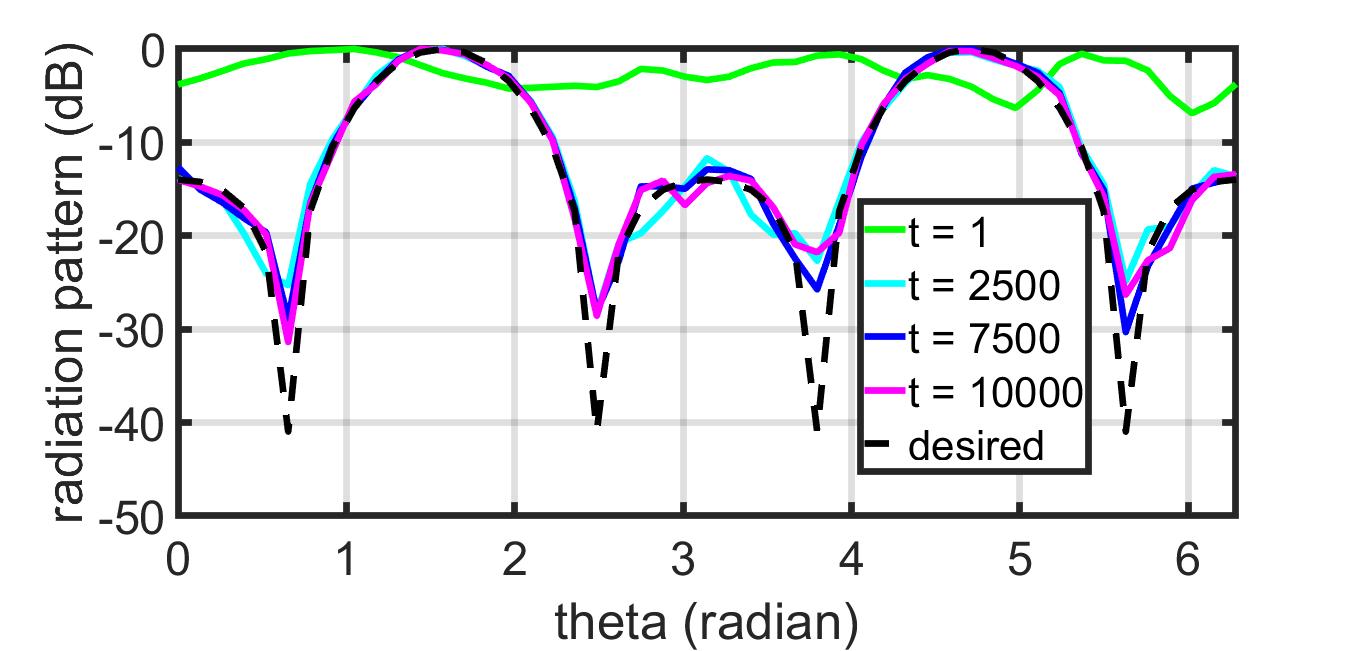 radiation pattern (dB)
0
-10
-20
-30
-40
-50
t = 1
t = 2500
t = 7500
t = 10000
desired
0 1 2 3 4 5 6
theta (radian)